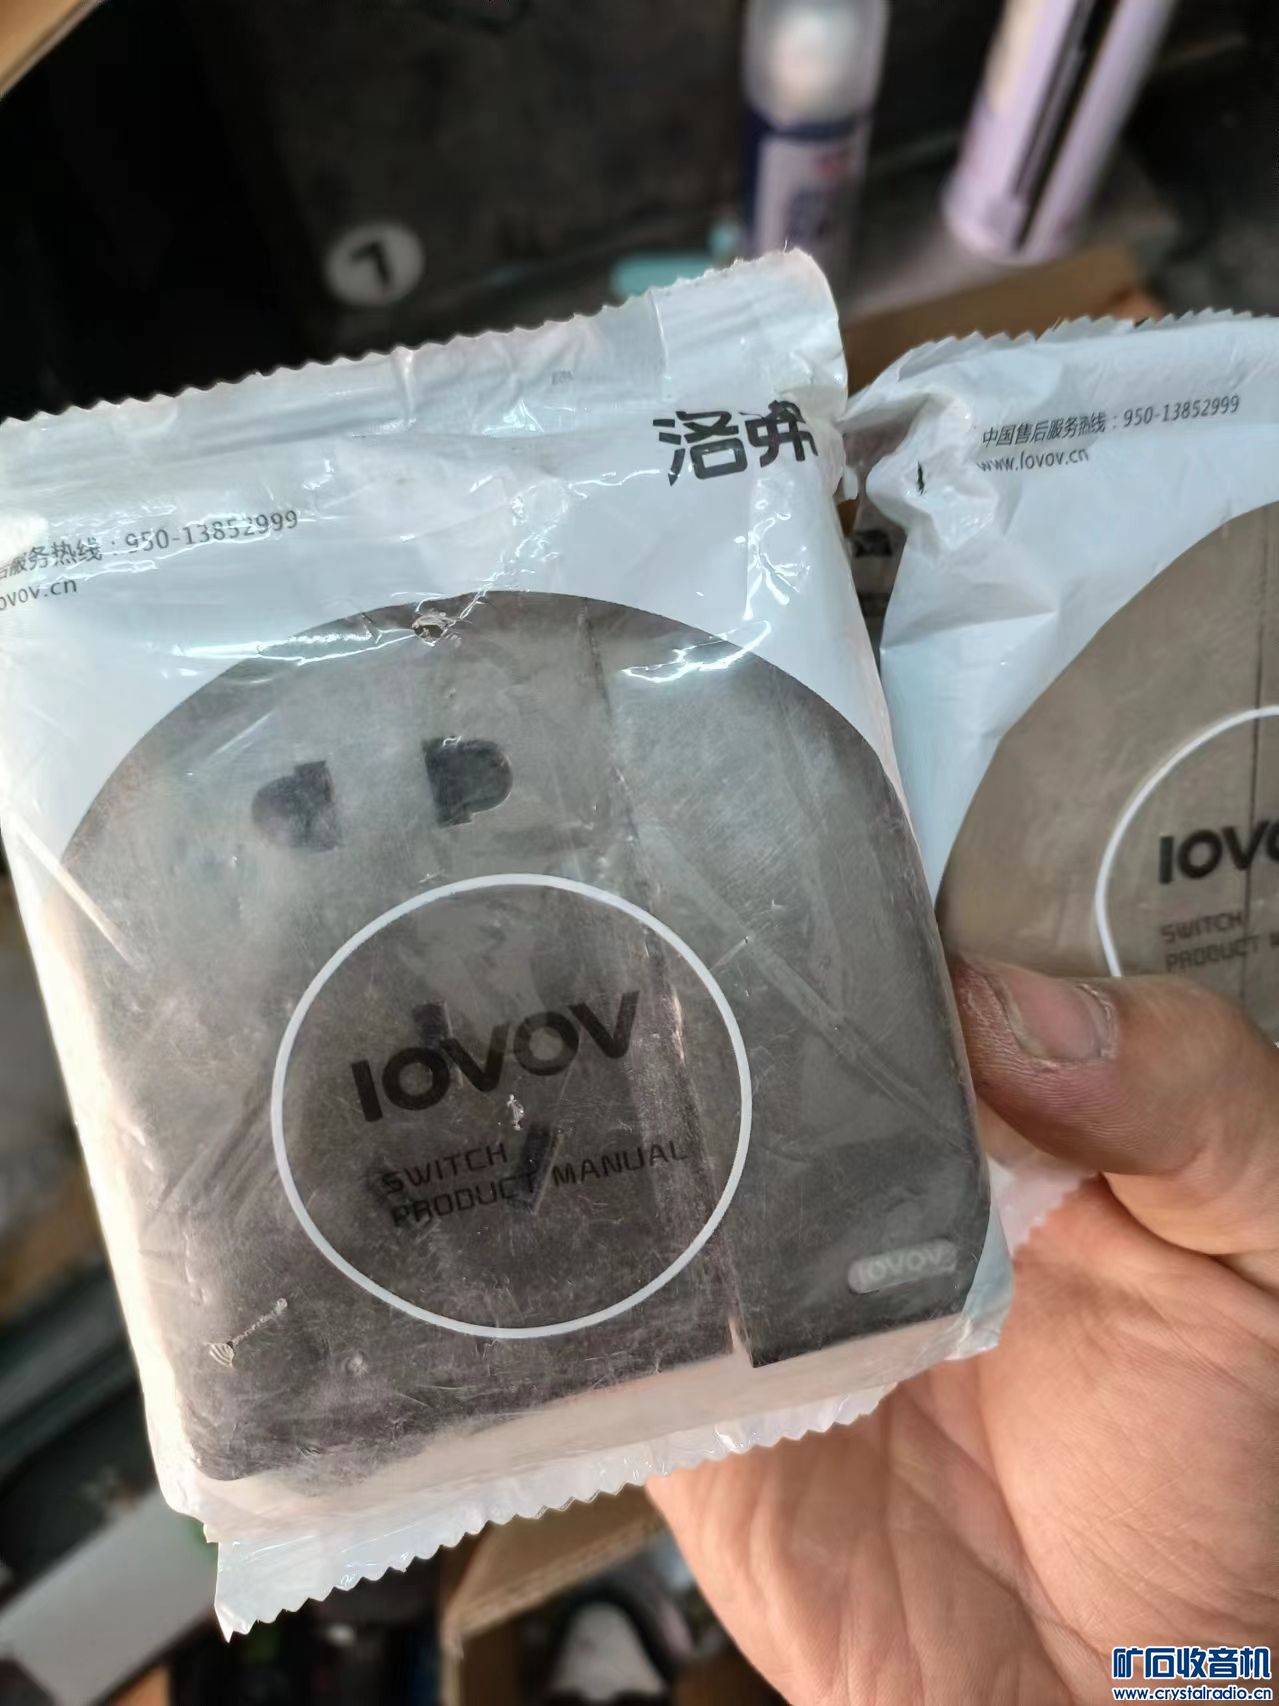 洛弗
后服务热线：950-13852999
ovov.cn
lovov
SWITCH
PRODUCT MANUAL
lovov
中国售后服务热线：950-13852999
www.lovov.cn
lovo
SWITCH
PRODUCT
矿石收音机
www.crystalradio.cn